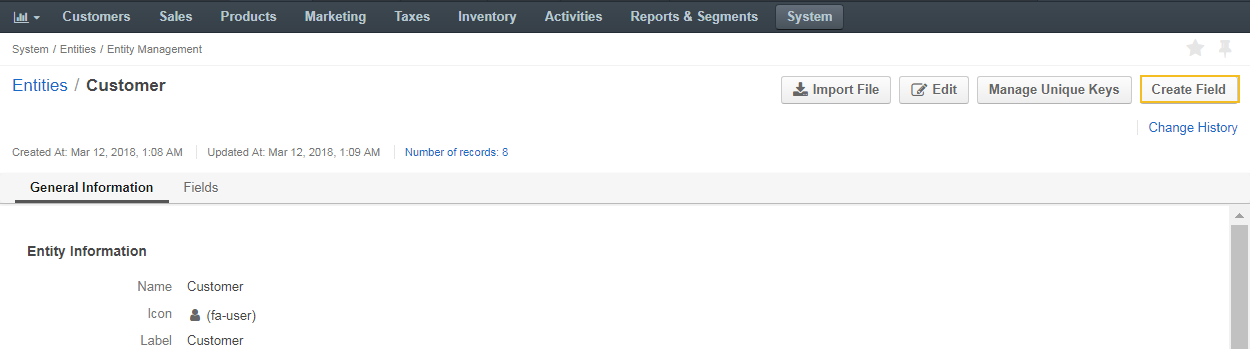 Customers Sales Products Marketing Taxes Inventory Activities Reports & Segments System
System / Entities / Entity Management
Entities / Customer
Import File Edit Manage Unique Keys Create Field
Change History
Created At: Mar 12, 2018, 1:08 AM Updated At: Mar 12, 2018, 1:09 AM Number of records: 8
General Information Fields
Entity Information
Name Customer
Icon (fa-user)
Label Customer